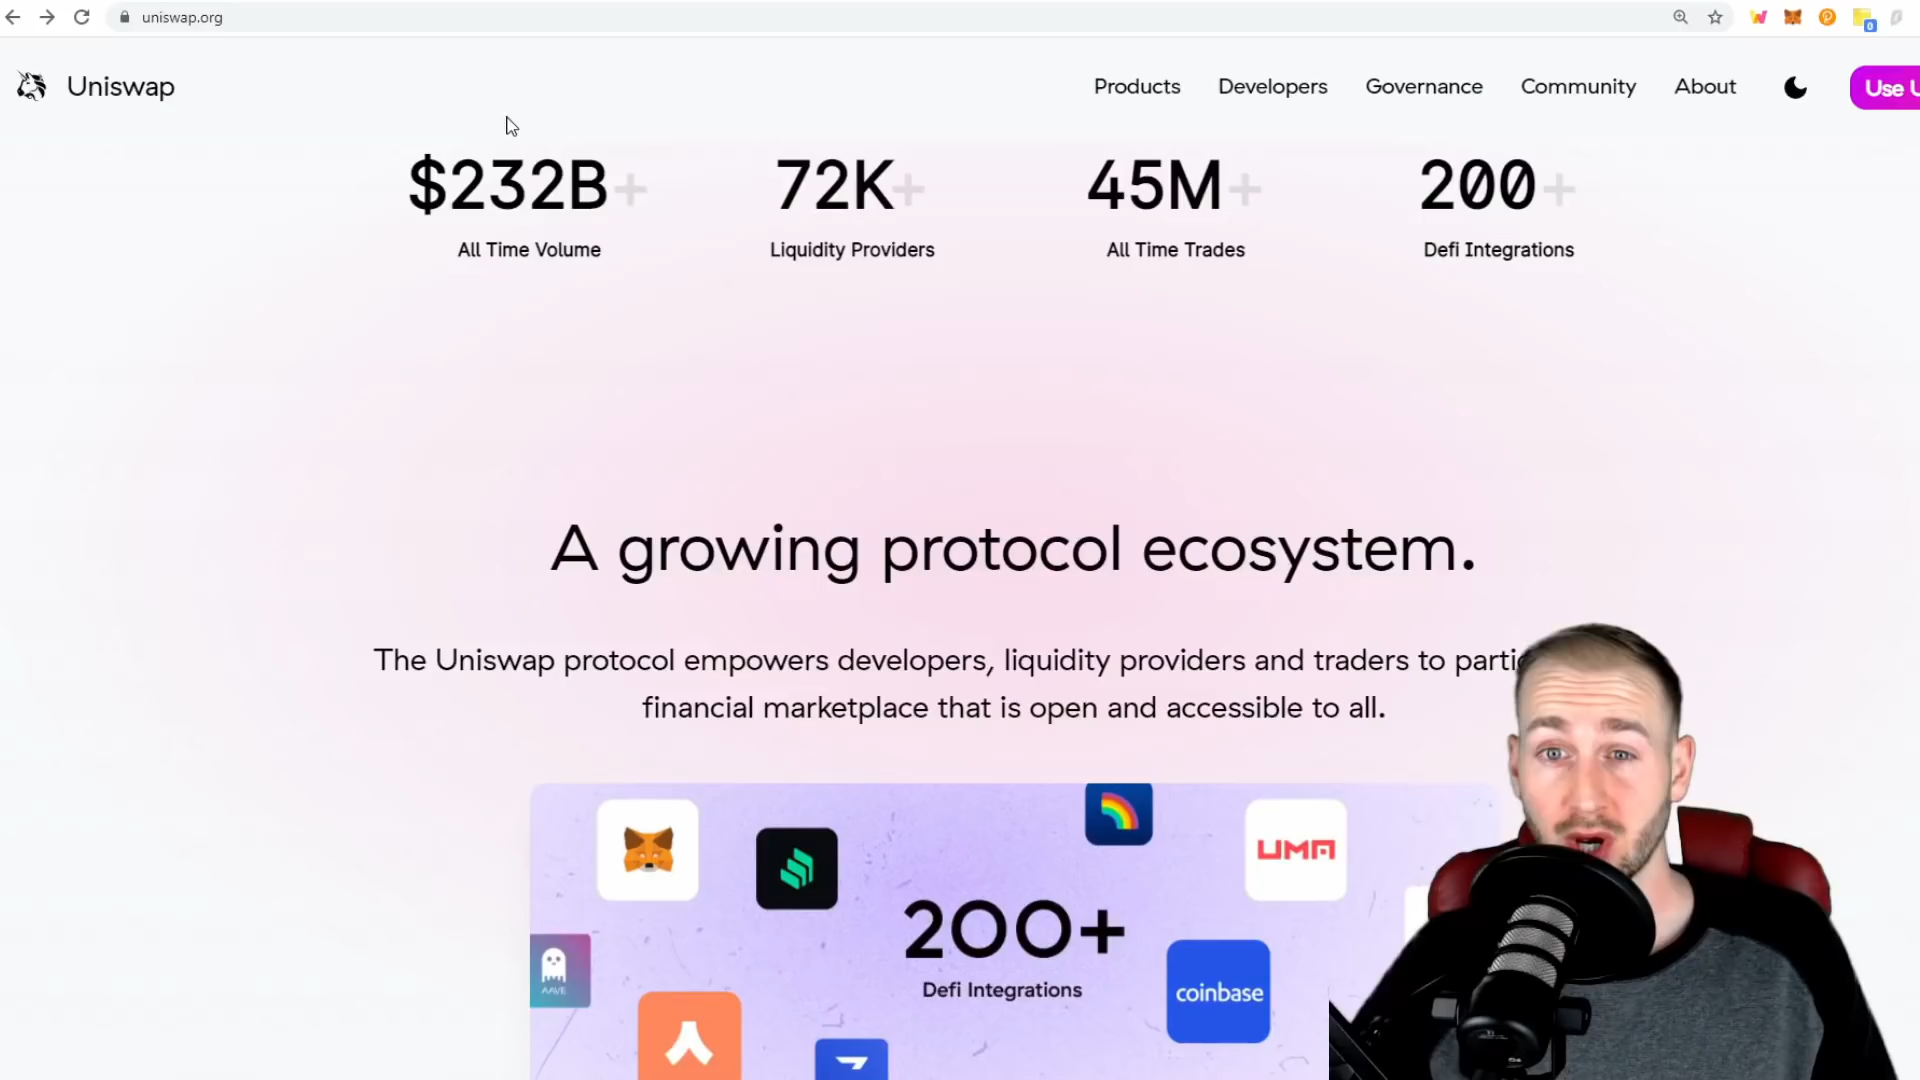 uniswap.org
0
Uniswap
Products
Developers
Governance
Community
About
Use U
$232B+
72K+
45M+
200+
All Time Volume
Liquidity Providers
All Time Trades
Defi Integrations
A growing protocol ecosystem.
The Uniswap protocol empowers developers, liquidity providers and traders to partic
financial marketplace that is open and accessible to all.
UMA
200+
AAVE
Defi Integrations
coinbase